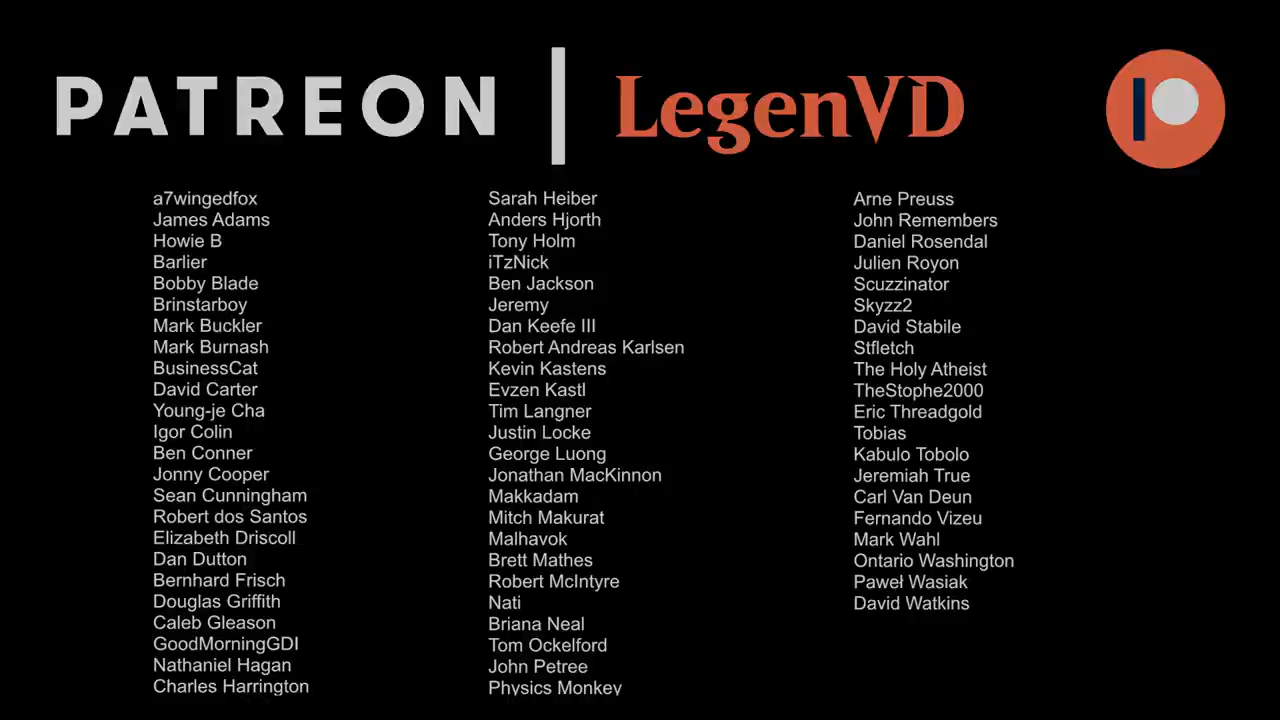 PATREON | LegenVD
a7wingedfox
James Adams
Howie B
Barlier
Bobby Blade
Brinstarboy
Mark Buckler
Mark Burnash
BusinessCat
David Carter
Young-je Cha
Igor Colin
Ben Conner
Jonny Cooper
Sean Cunningham
Robert dos Santos
Elizabeth Driscoll
Dan Dutton
Bernhard Frisch
Douglas Griffith
Caleb Gleason
GoodMorningGDI
Nathaniel Hagan
Charles Harrington
Sarah Heiber
Anders Hjorth
Tony Holm
iTzNick
Ben Jackson
Jeremy
Dan Keefe III
Robert Andreas Karlsen
Kevin Kastens
Evzen Kastl
Tim Langner
Justin Locke
George Luong
Jonathan MacKinnon
Makkadam
Mitch Makurat
Malhavok
Brett Mathes
Robert McIntyre
Nati
Briana Neal
Tom Ockelford
John Petree
Physics Monkey
Arne Preuss
John Remembers
Daniel Rosendal
Julien Royon
Scuzzinator
Skyzz2
David Stabile
Stfletch
The Holy Atheist
TheStophe2000
Eric Threadgold
Tobias
Kabulo Tobolo
Jeremiah True
Carl Van Deun
Fernando Vizeu
Mark Wahl
Ontario Washington
Paweł Wasiak
David Watkins